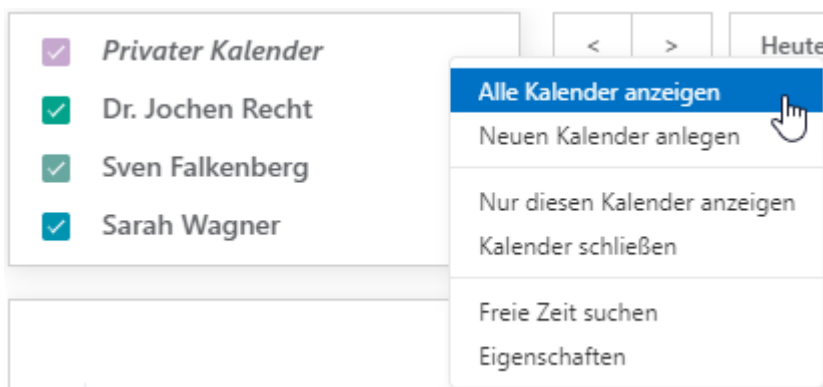 Privater Kalender
Dr. Jochen Recht
Sven Falkenberg
Sarah Wagner
< > Heute
Alle Kalender anzeigen
Neuen Kalender anlegen
Nur diesen Kalender anzeigen
Kalender schließen
Freie Zeit suchen
Eigenschaften